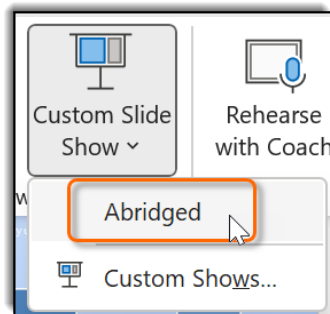 Custom Slide
Show
Rehearse
with Coach
Abridged
Custom Shows...